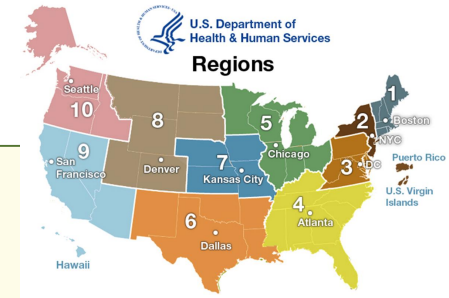 U.S. Department of
Health & Human Services
Regions
Seattle
10
8
5
1
2
Boston
NYC
9
San
Francisco
Denver
7
Kansas City
Chicago
3
DC
Puerto Rico
U.S. Virgin
Islands
6
Dallas
4
Atlanta
Hawaii